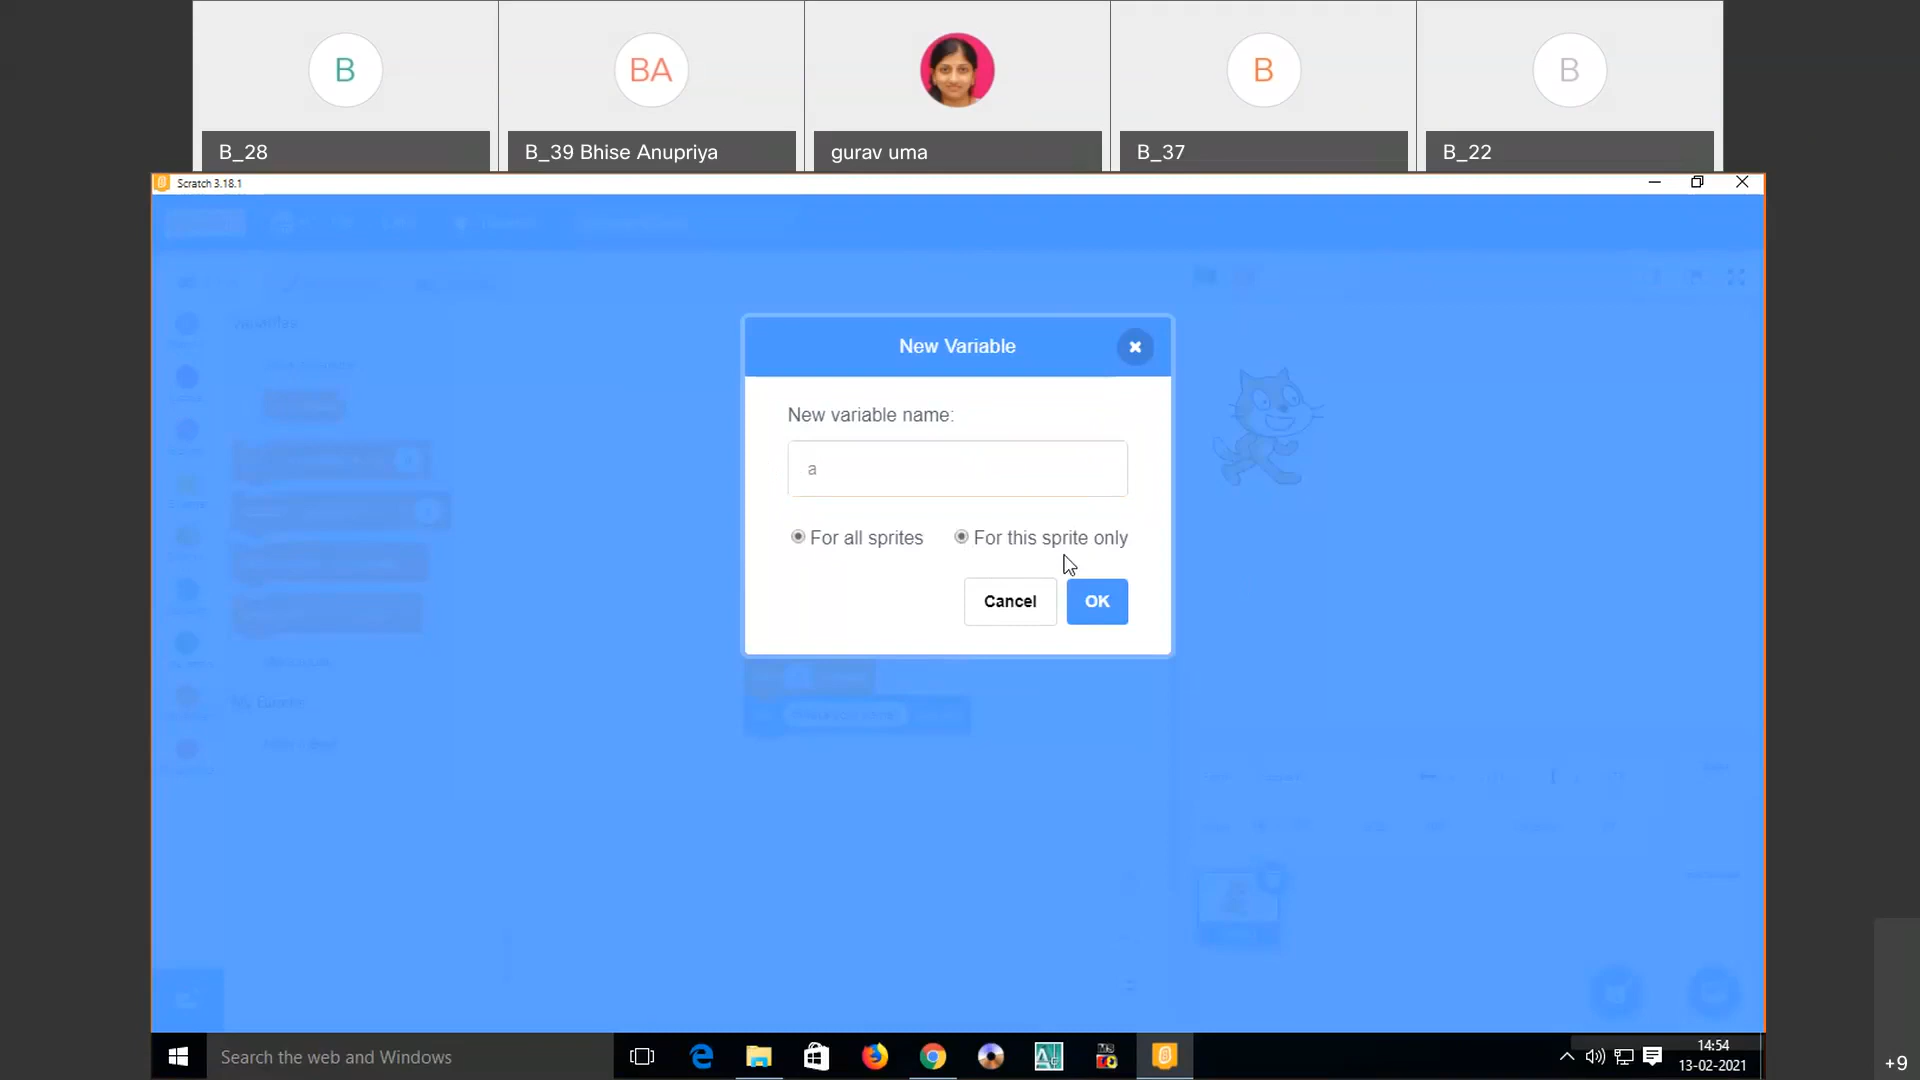 B
BA
B
B
B_28
B_39 Bhise Anupriya
gurav uma
B_37
B_22
Scratch 3.18.1
New Variable
New variable name:
a
For all sprites
For this sprite only
Cancel
OK
My Blocks
Search the web and Windows
14:54
13-02-2021
+9